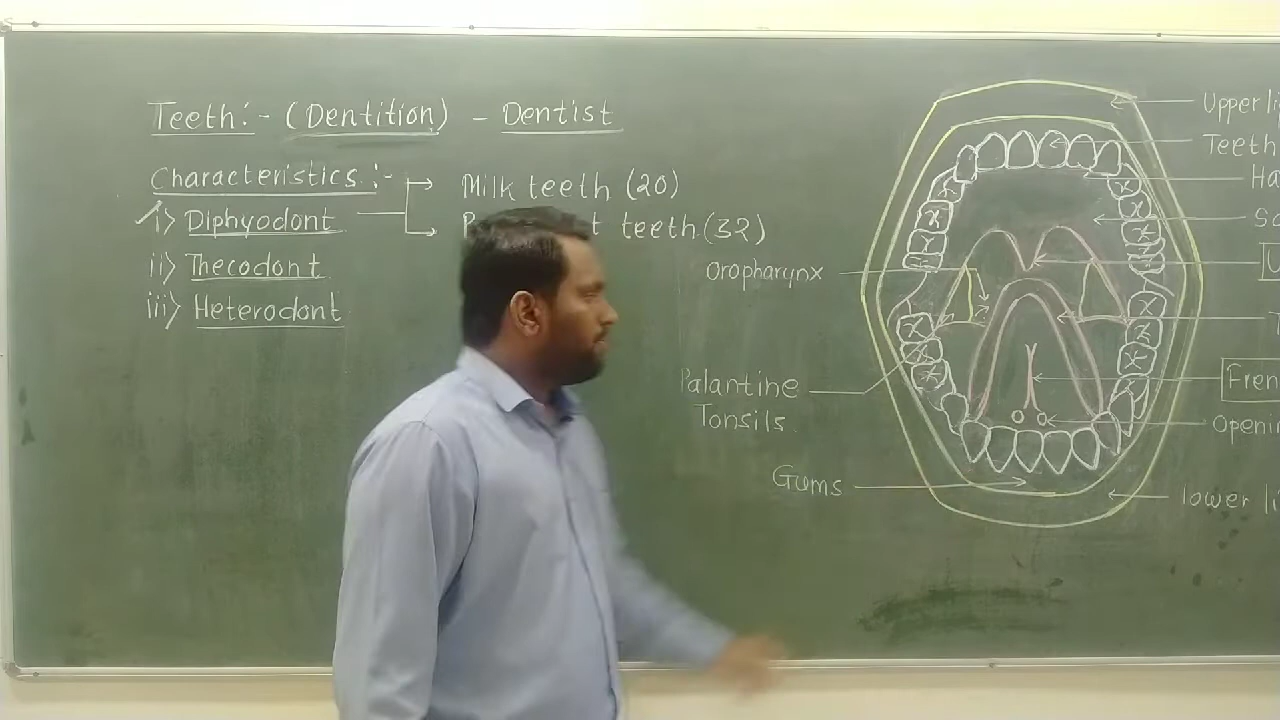 Teeth:- (Dentition) - Dentist
Characteristics:-
Milk teeth (20)
i) Diphyodont
teeth (32)
ii) Thecodont
iii) Heterodont
Upper
Teeth
Oropharynx
Palantine
Tonsils
Gums
lower